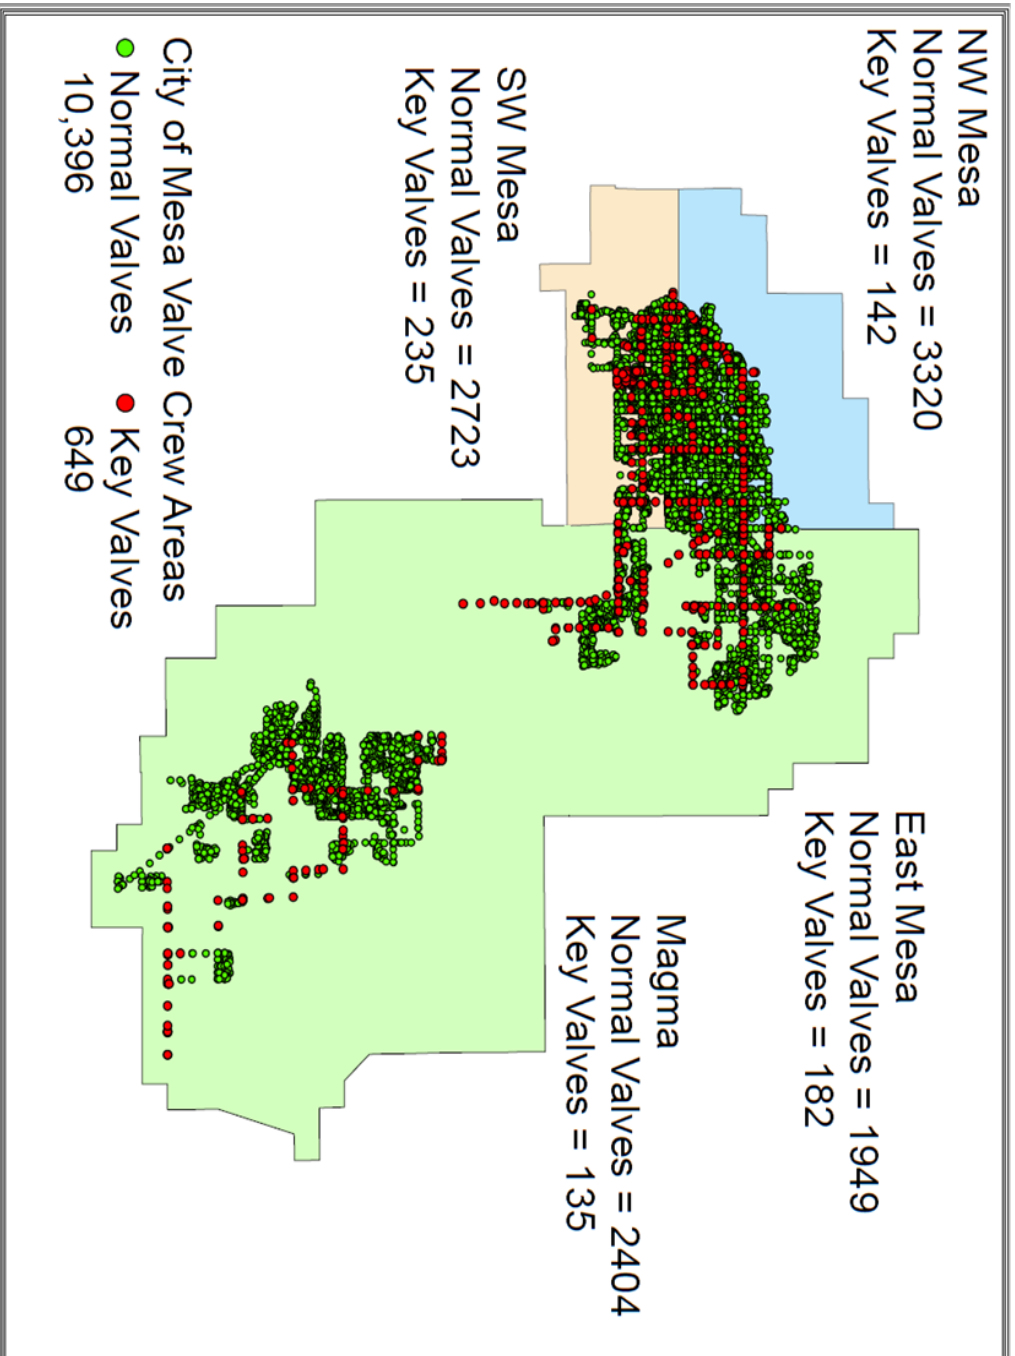 NW Mesa
Normal Valves = 3320
Key Valves = 142
East Mesa
Normal Valves = 1949
Key Valves = 182
SW Mesa
Normal Valves = 2723
Key Valves = 235
Magma
Normal Valves = 2404
Key Valves = 135
City of Mesa Valve Crew Areas
Normal Valves Key Valves
10,396 649